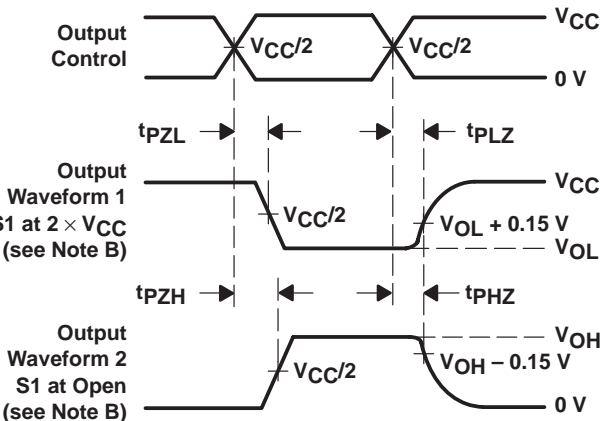 Output
Control
VCC/2
VCC/2
VCC
0 V
tPZL
tPLZ
Output
Waveform 1
S1 at 2 × VCC
(see Note B)
VCC/2
VCC
VOL + 0.15 V
VOL
tPZH
tPHZ
Output
Waveform 2
S1 at Open
(see Note B)
VCC/2
VOH
VOH – 0.15 V
0 V